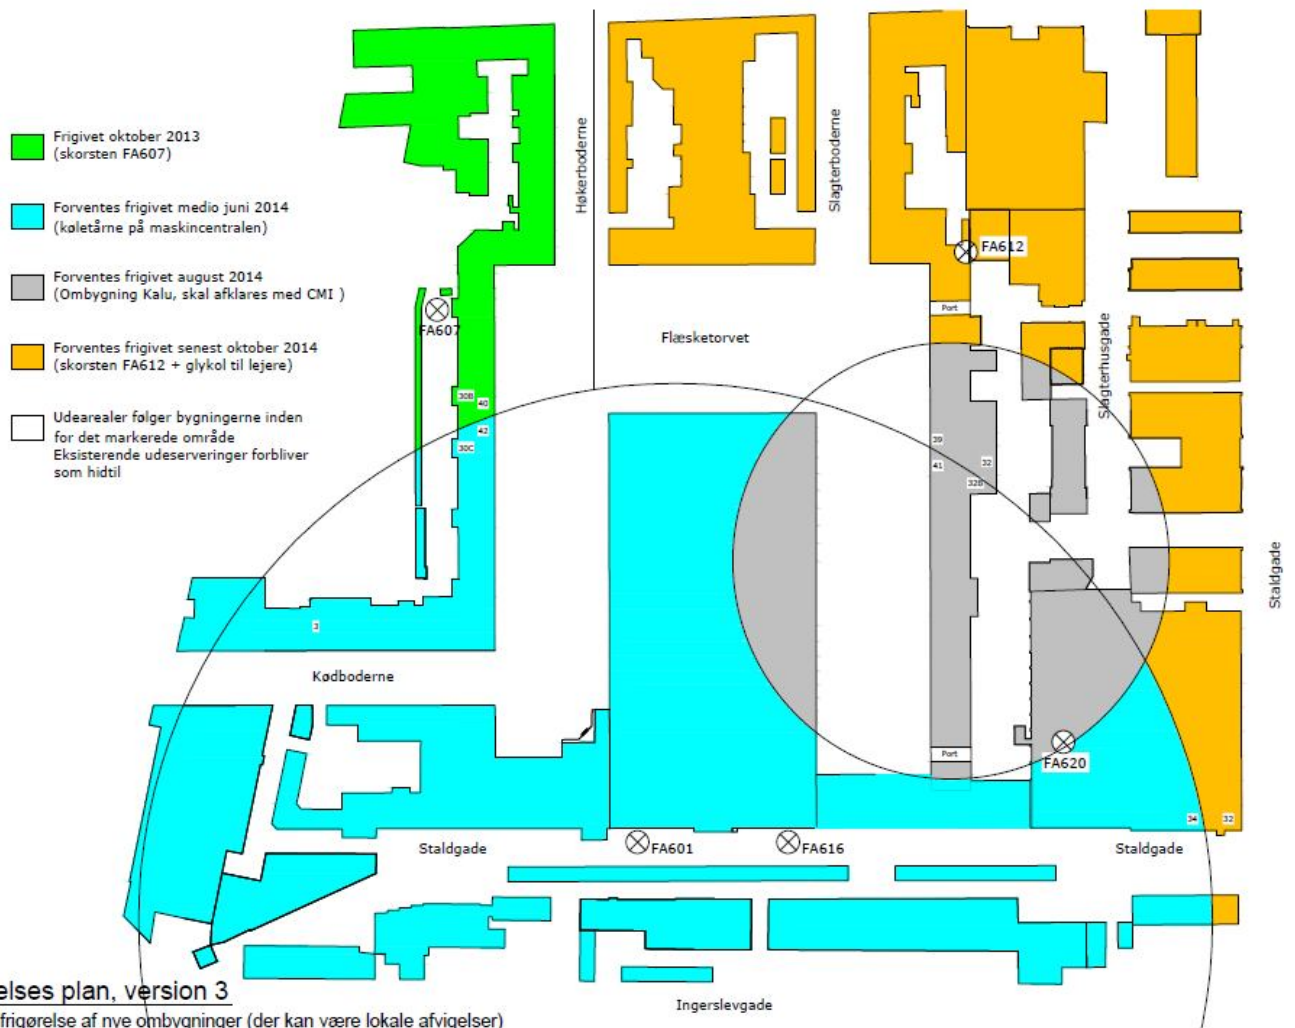 Frigivet oktober 2013
(skorsten FA607)
Forventes frigivet medio juni 2014
(køletårne på maskincentralen)
Forventes frigivet august 2014
(Ombygning Kalu, skal afklares med CMI )
Forventes frigivet senest oktober 2014
(skorsten FA612 + glykol til lejere)
Udearealer følger bygningerne inden
for det markerede område
Eksisterende udeserveringer forbliver
som hidtil
Høkerboderne
Slagterboderne
FA612
Port
FA607
Flæsketorvet
Slagterhusgade
30B
40
42
30C
39
41
32
32B
Staldgade
3
Kødboderne
Port
FA620
34
32
Staldgade
FA601
FA616
Staldgade
Ingerslevgade
elses plan, version 3
frigørelse af nye ombygninger (der kan være lokale afvigelser)